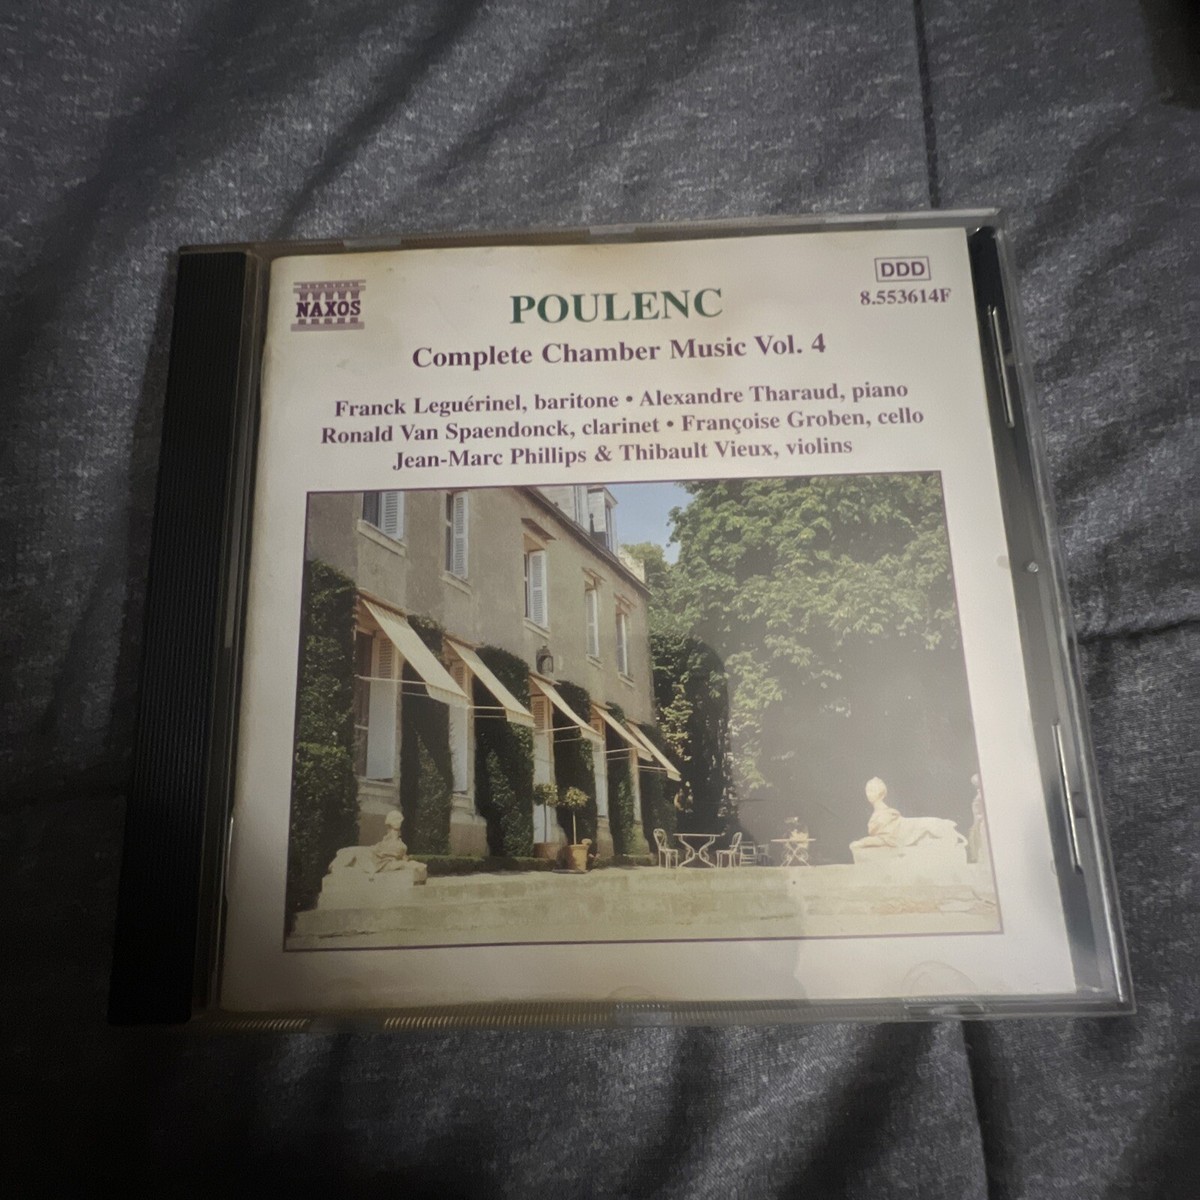 NAXOS
DDD
8.553614F
POULENC
Complete Chamber Music Vol. 4
Franck Leguérinel, baritone • Alexandre Tharaud, piano
Ronald Van Spaendonck, clarinet • Françoise Groben, cello
Jean-Marc Phillips & Thibault Vieux, violins